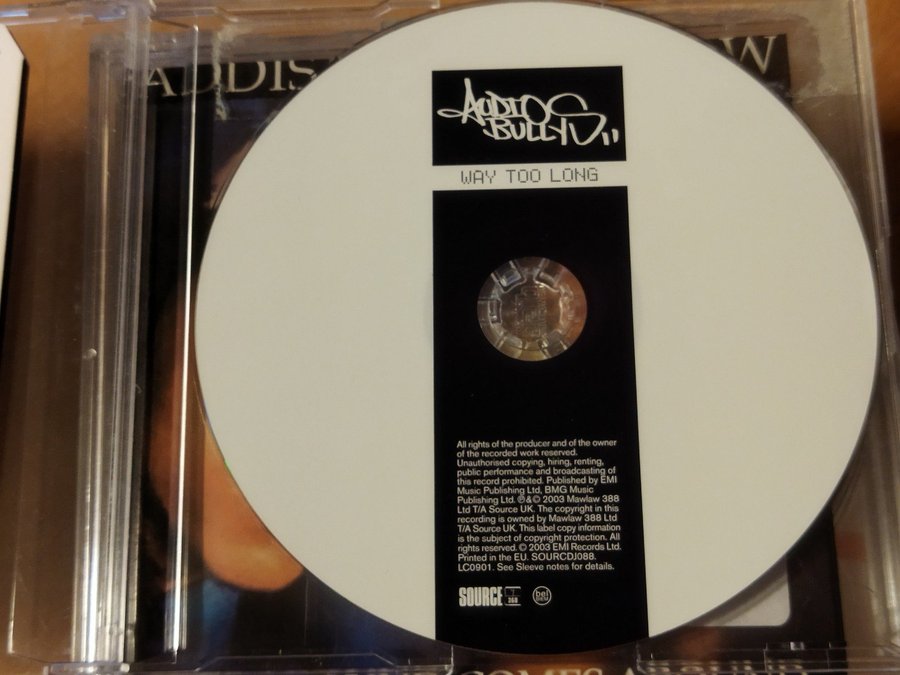 ADDIS
W
AUDIO
BULLYS
WAY TOO LONG
All rights of the producer and of the owner
of the recorded work reserved.
Unauthorised copying, hiring, renting,
public performance and broadcasting of
this record prohibited. Published by EMI
Music Publishing Ltd, BMG Music
Publishing Ltd. ℗&© 2003 Mawlaw 388
Ltd T/A Source UK. The copyright in this
recording is owned by Mawlaw 388 Ltd
T/A Source UK. This label copy information
is the subject of copyright protection. All
rights reserved. © 2003 EMI Records Ltd.
Printed in the EU. SOURCDJ088.
LC0901. See Sleeve notes for details.
SOURCE
COMES AROUND